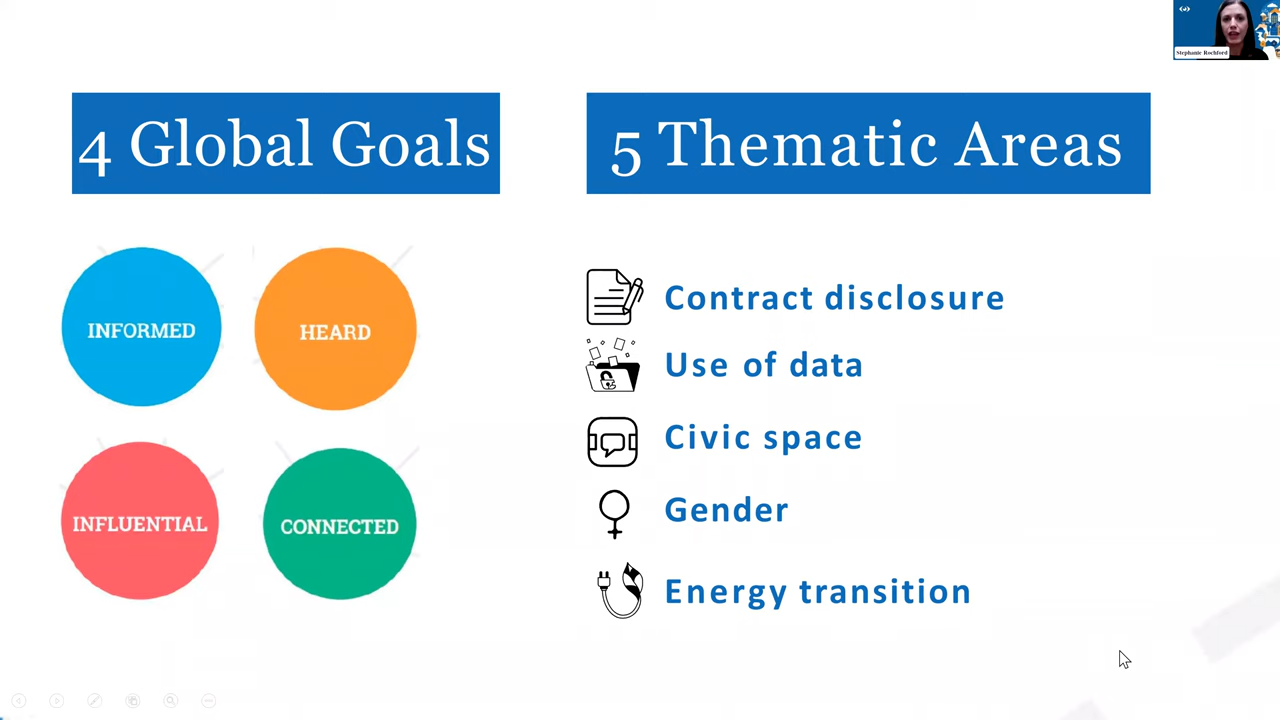 Stephanie Rochford
4 Global Goals
5 Thematic Areas
INFORMED
HEARD
INFLUENTIAL
CONNECTED
Contract disclosure
Use of data
Civic space
Gender
Energy transition